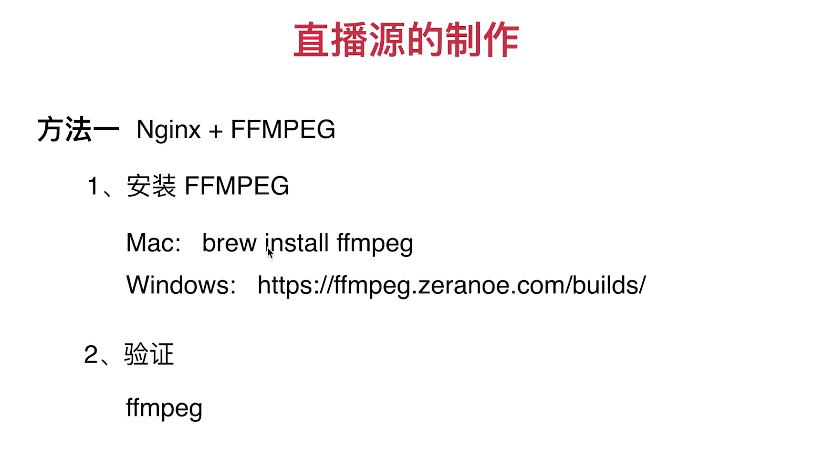 直播源的制作
方法一 Nginx + FFMPEG
1、安装 FFMPEG
Mac: brew install ffmpeg
Windows: https://ffmpeg.zeranoe.com/builds/
2、验证
ffmpeg